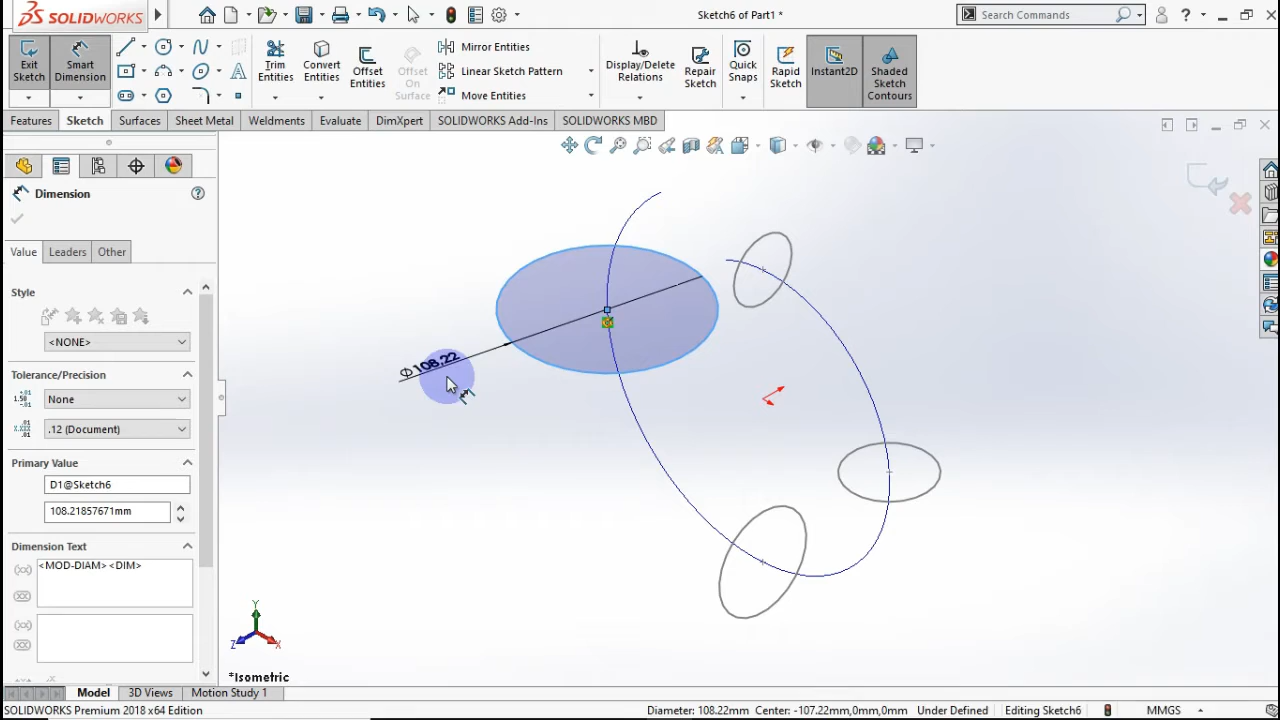 SOLIDWORKS
Sketch6 of Part1 *
Search Commands
?
Exit Sketch
Smart Dimension
Trim Entities
Convert Entities
Offset Entities
Offset On Surface
Mirror Entities
Linear Sketch Pattern
Move Entities
Display/Delete Relations
Repair Sketch
Quick Snaps
Rapid Sketch
Instant2D
Shaded Sketch Contours
Features
Sketch
Surfaces
Sheet Metal
Weldments
Evaluate
DimXpert
SOLIDWORKS Add-Ins
SOLIDWORKS MBD
Dimension
Value
Leaders
Other
Style
<NONE>
Tolerance/Precision
None
.12 (Document)
Primary Value
D1@Sketch6
108.21857671mm
Dimension Text
<MOD-DIAM><DIM>
Φ108.22
Y
Z
X
*Isometric
Model
3D Views
Motion Study 1
SOLIDWORKS Premium 2018 x64 Edition
Diameter: 108.22mm
Center: -107.22mm,0mm,0mm
Under Defined
Editing Sketch6
MMGS